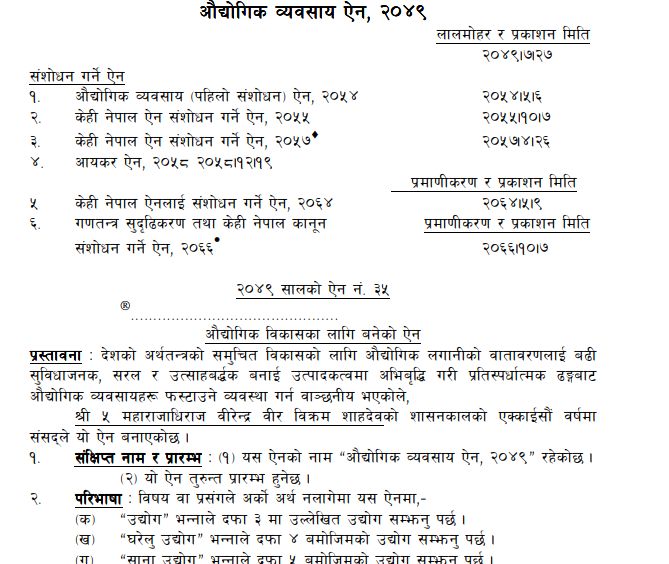 औद्योगिक व्यवसाय ऐन, २०४९
लालमोहर र प्रकाशन मिति
२०४९।७।२७
संशोधन गर्ने ऐन
१. औद्योगिक व्यवसाय (पहिलो संशोधन) ऐन, २०५४ २०५४।५।६
२. केही नेपाल ऐन संशोधन गर्ने ऐन, २०५५ २०५५।१०।७
३. केही नेपाल ऐन संशोधन गर्ने ऐन, २०५७♦ २०५७।४।२६
४. आयकर ऐन, २०५८ २०५८।१२।१९
प्रमाणीकरण र प्रकाशन मिति
५ केही नेपाल ऐनलाई संशोधन गर्ने ऐन, २०६४ २०६४।५।९
६. गणतन्त्र सुदृढिकरण तथा केही नेपाल कानून प्रमाणीकरण र प्रकाशन मिति
संशोधन गर्ने ऐन, २०६६• २०६६।१०।७
२०४९ सालको ऐन नं. ३५
®.............................................
औद्योगिक विकासका लागि बनेको ऐन
प्रस्तावना : देशको अर्थतन्त्रको समुचित विकासको लागि औद्योगिक लगानीको वातावरणलाई बढी
सुविधाजनक, सरल र उत्साहबर्द्धक बनाई उत्पादकत्वमा अभिबृद्धि गरी प्रतिस्पर्धात्मक ढङ्गबाट
औद्योगिक व्यवसायहरू फस्टाउने व्यवस्था गर्न वाञ्छनीय भएकोले,
श्री ५ महाराजाधिराज वीरेन्द्र वीर विक्रम शाहदेवको शासनकालको एक्काईसौं वर्षमा
संसद्ले यो ऐन बनाएकोछ ।
१. संक्षिप्त नाम र प्रारम्भ : (१) यस ऐनको नाम “औद्योगिक व्यवसाय ऐन, २०४९” रहेकोछ ।
(२) यो ऐन तुरुन्त प्रारम्भ हुनेछ ।
२. परिभाषा : विषय वा प्रसंगले अर्को अर्थ नलागेमा यस ऐनमा,-
(क) “उद्योग” भन्नाले दफा ३ मा उल्लेखित उद्योग सम्झनु पर्छ ।
(ख) “घरेलु उद्योग” भन्नाले दफा ४ बमोजिमको उद्योग सम्झनु पर्छ ।
(ग) “साना उद्योग” भन्नाले दफा ५ बमोजिमको उद्योग सम्झनु पर्छ ।